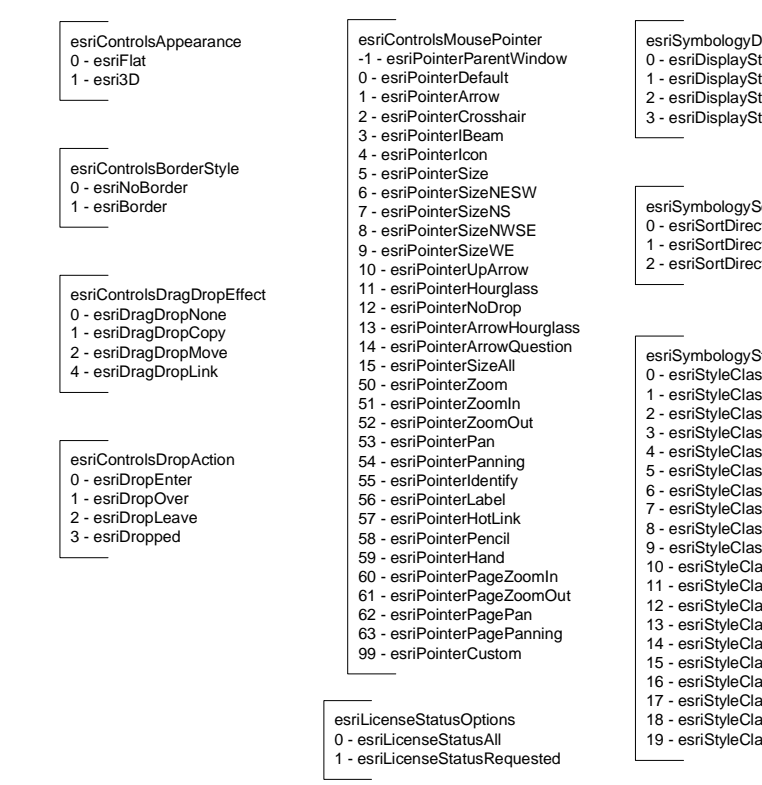 esriControlsAppearance
0 - esriFlat
1 - esri3D
esriControlsBorderStyle
0 - esriNoBorder
1 - esriBorder
esriControlsDragDropEffect
0 - esriDragDropNone
1 - esriDragDropCopy
2 - esriDragDropMove
4 - esriDragDropLink
esriControlsDropAction
0 - esriDropEnter
1 - esriDropOver
2 - esriDropLeave
3 - esriDropped
esriControlsMousePointer
-1 - esriPointerParentWindow
0 - esriPointerDefault
1 - esriPointerArrow
2 - esriPointerCrosshair
3 - esriPointerIBeam
4 - esriPointerIcon
5 - esriPointerSize
6 - esriPointerSizeNESW
7 - esriPointerSizeNS
8 - esriPointerSizeNWSE
9 - esriPointerSizeWE
10 - esriPointerUpArrow
11 - esriPointerHourglass
12 - esriPointerNoDrop
13 - esriPointerArrowHourglass
14 - esriPointerArrowQuestion
15 - esriPointerSizeAll
50 - esriPointerZoom
51 - esriPointerZoomIn
52 - esriPointerZoomOut
53 - esriPointerPan
54 - esriPointerPanning
55 - esriPointerIdentify
56 - esriPointerLabel
57 - esriPointerHotLink
58 - esriPointerPencil
59 - esriPointerHand
60 - esriPointerPageZoomIn
61 - esriPointerPageZoomOut
62 - esriPointerPagePan
63 - esriPointerPagePanning
99 - esriPointerCustom
esriLicenseStatusOptions
0 - esriLicenseStatusAll
1 - esriLicenseStatusRequested
esriSymbologyD
0 - esriDisplaySt
1 - esriDisplaySt
2 - esriDisplaySt
3 - esriDisplaySt
esriSymbologyS
0 - esriSortDirec
1 - esriSortDirec
2 - esriSortDirec
esriSymbologyS
0 - esriStyleClas
1 - esriStyleClas
2 - esriStyleClas
3 - esriStyleClas
4 - esriStyleClas
5 - esriStyleClas
6 - esriStyleClas
7 - esriStyleClas
8 - esriStyleClas
9 - esriStyleClas
10 - esriStyleCla
11 - esriStyleCla
12 - esriStyleCla
13 - esriStyleCla
14 - esriStyleCla
15 - esriStyleCla
16 - esriStyleCla
17 - esriStyleCla
18 - esriStyleCla
19 - esriStyleCla